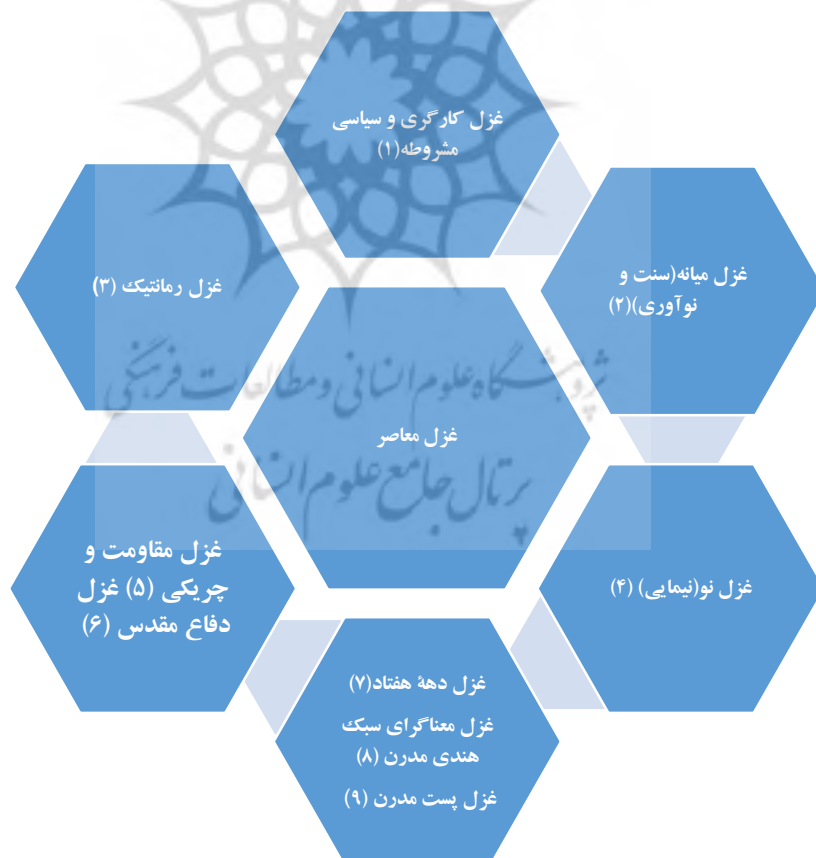 غزل کارگری و سیاسی
مشروطه(۱)
غزل میانه(سنت و
نوآوری)(۲)
غزل رمانتیک (۳)
پژوهشگاه علوم انسانی و مطالعات فرهنگی
غزل معاصر
پرتال جامع علوم انسانی
غزل نو(نیمایی) (۴)
غزل مقاومت و
چریکی (۵) غزل
دفاع مقدس (۶)
غزل دههٔ هفتاد(۷)
غزل معناگرای سبک
هندی مدرن (۸)
غزل پست مدرن (۹)